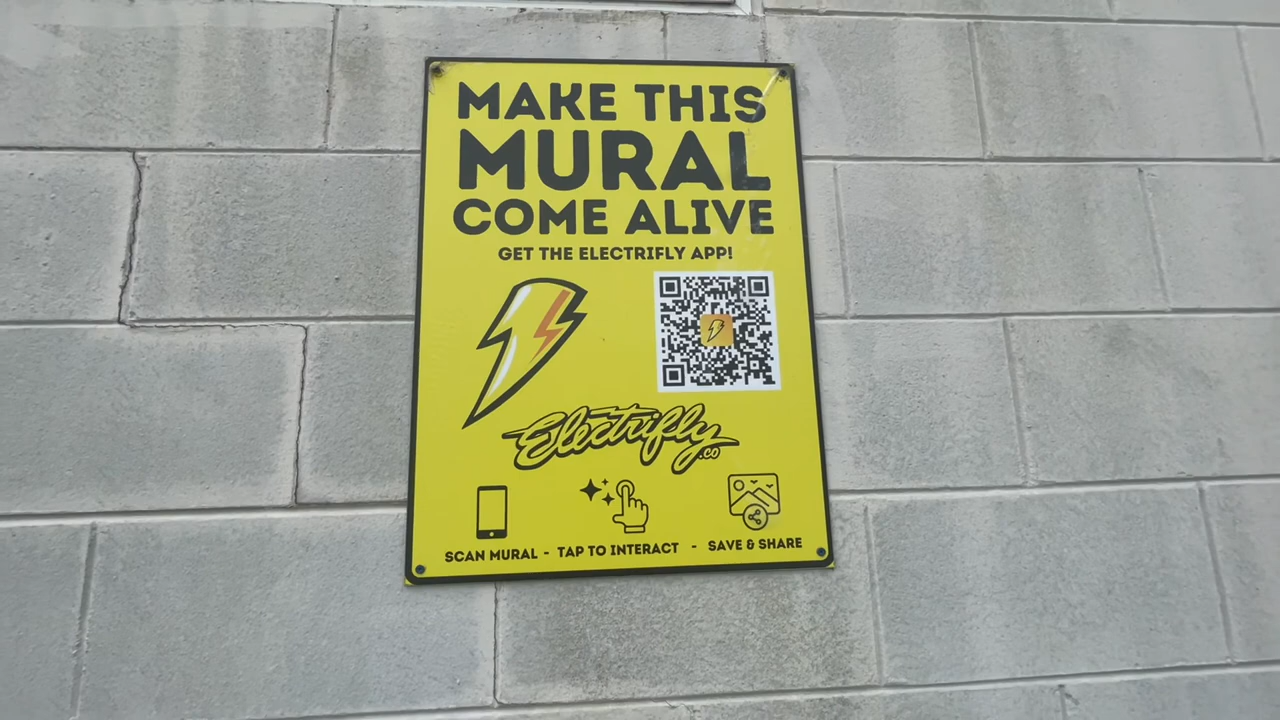 MAKE THIS
MURAL
COME ALIVE
GET THE ELECTRIFLY APP!
Electrifly
.co
SCAN MURAL - TAP TO INTERACT - SAVE & SHARE